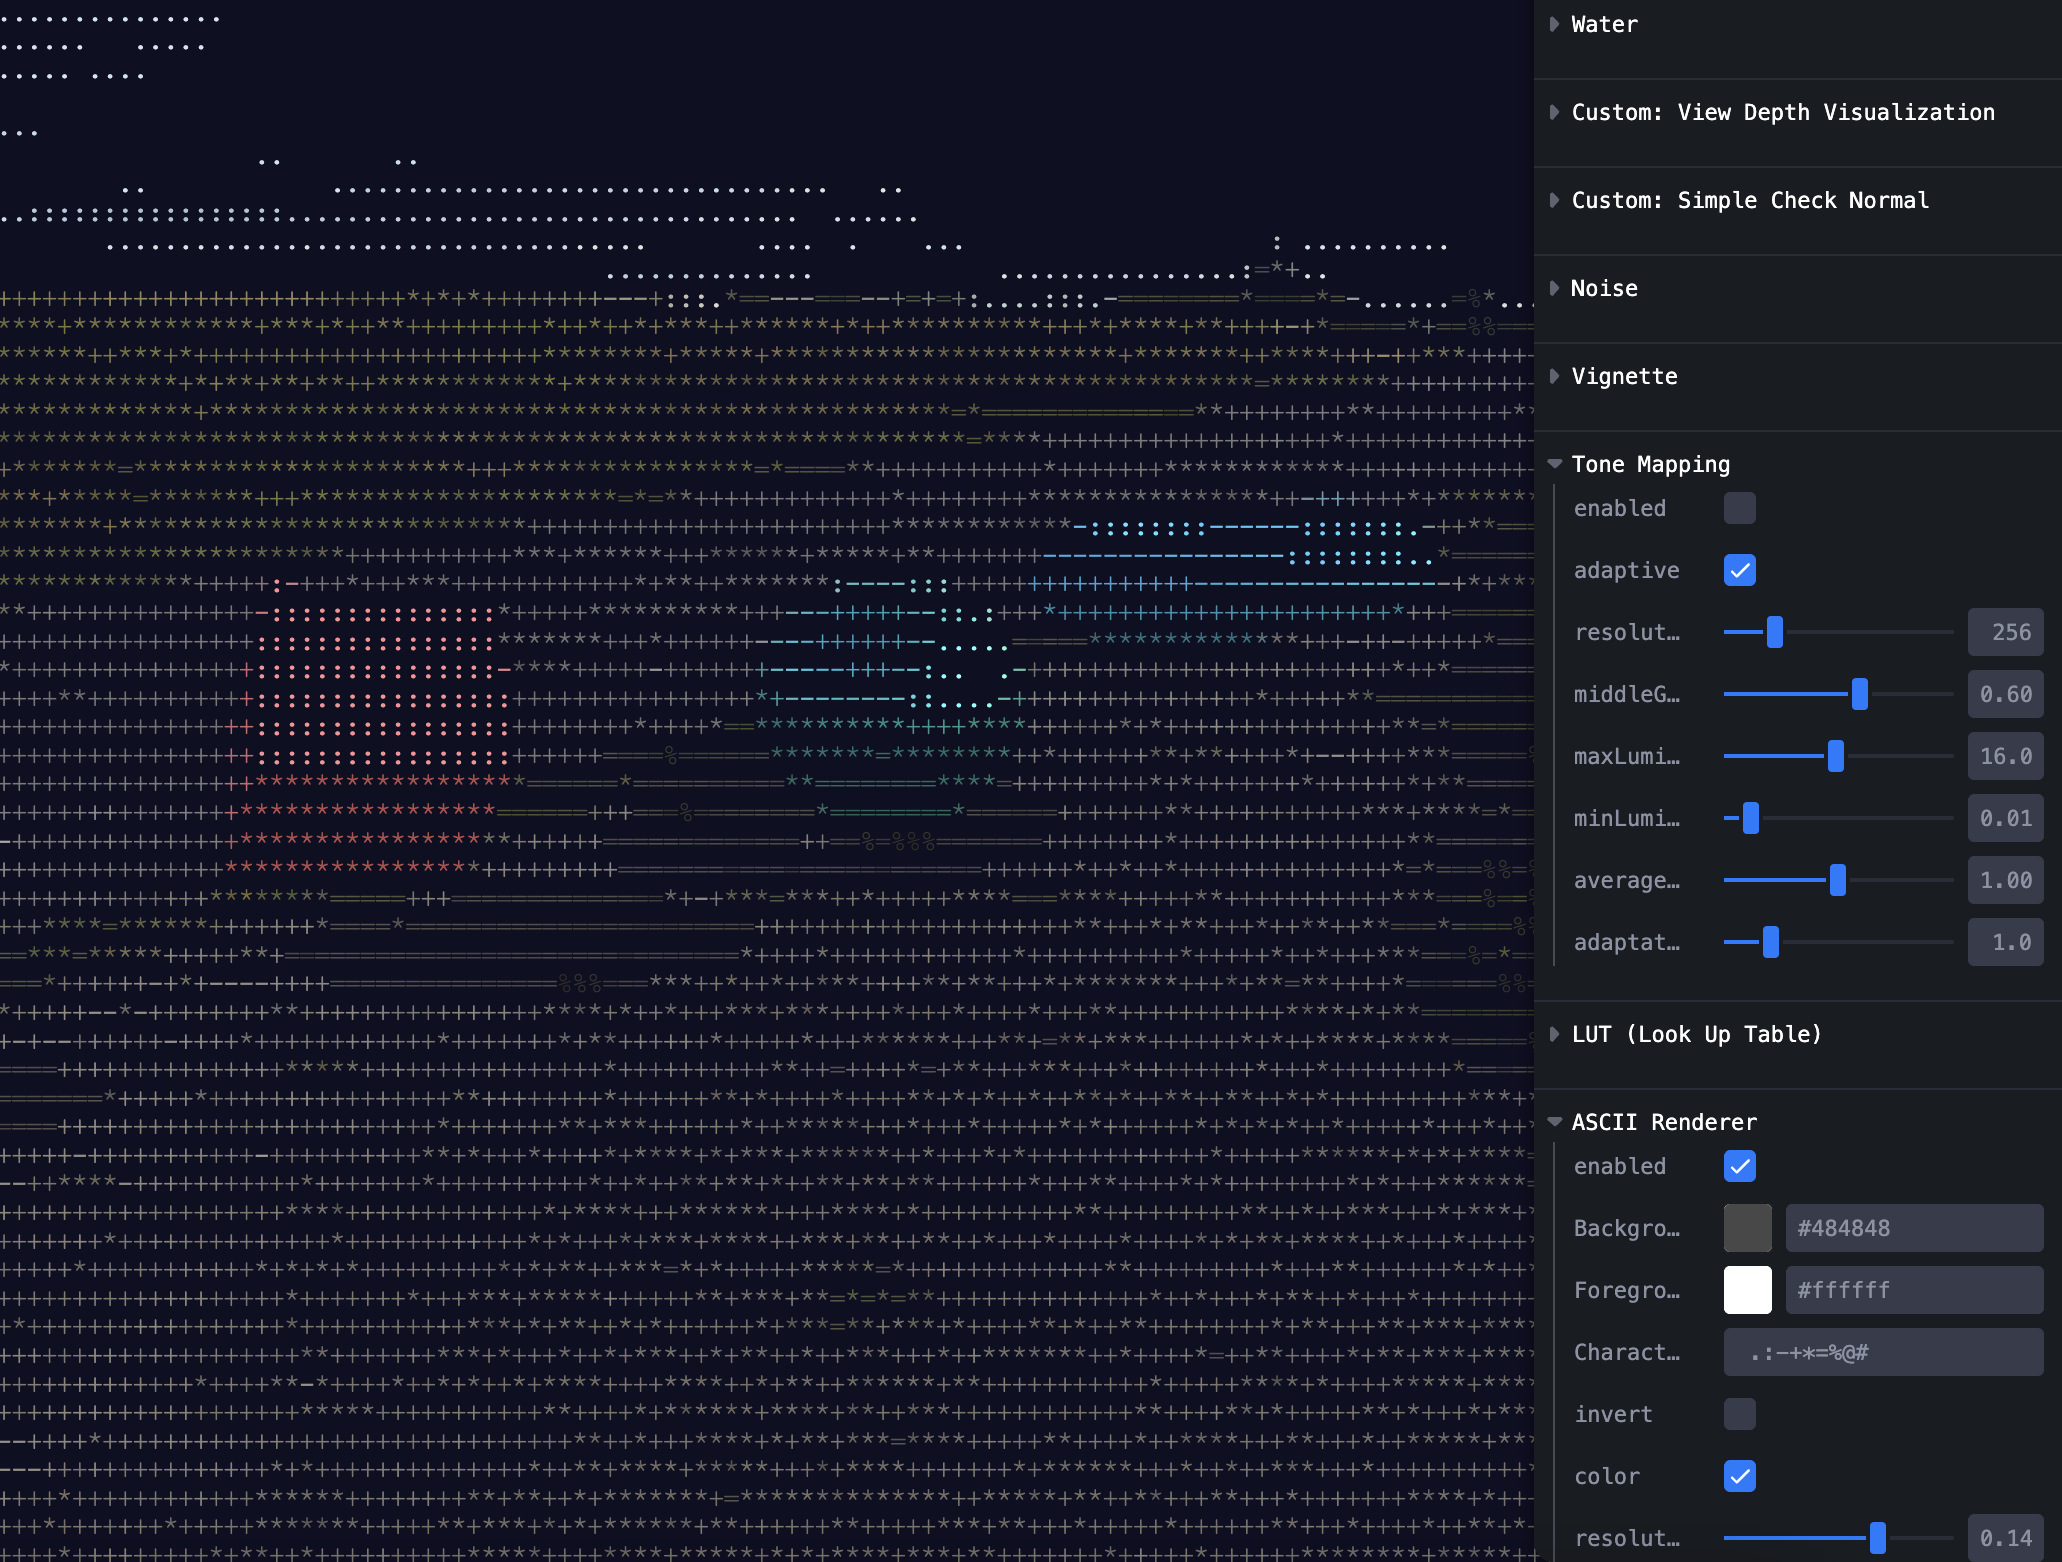 Water
Custom: View Depth Visualization
Custom: Simple Check Normal
Noise
Vignette
Tone Mapping
enabled
adaptive
resolut… 256
middleG… 0.60
maxLumi… 16.0
minLumi… 0.01
average… 1.00
adaptat… 1.0
LUT (Look Up Table)
ASCII Renderer
enabled
Backgro… #484848
Foregro… #ffffff
Charact… .:-+*=%@#
invert
color
resolut… 0.14